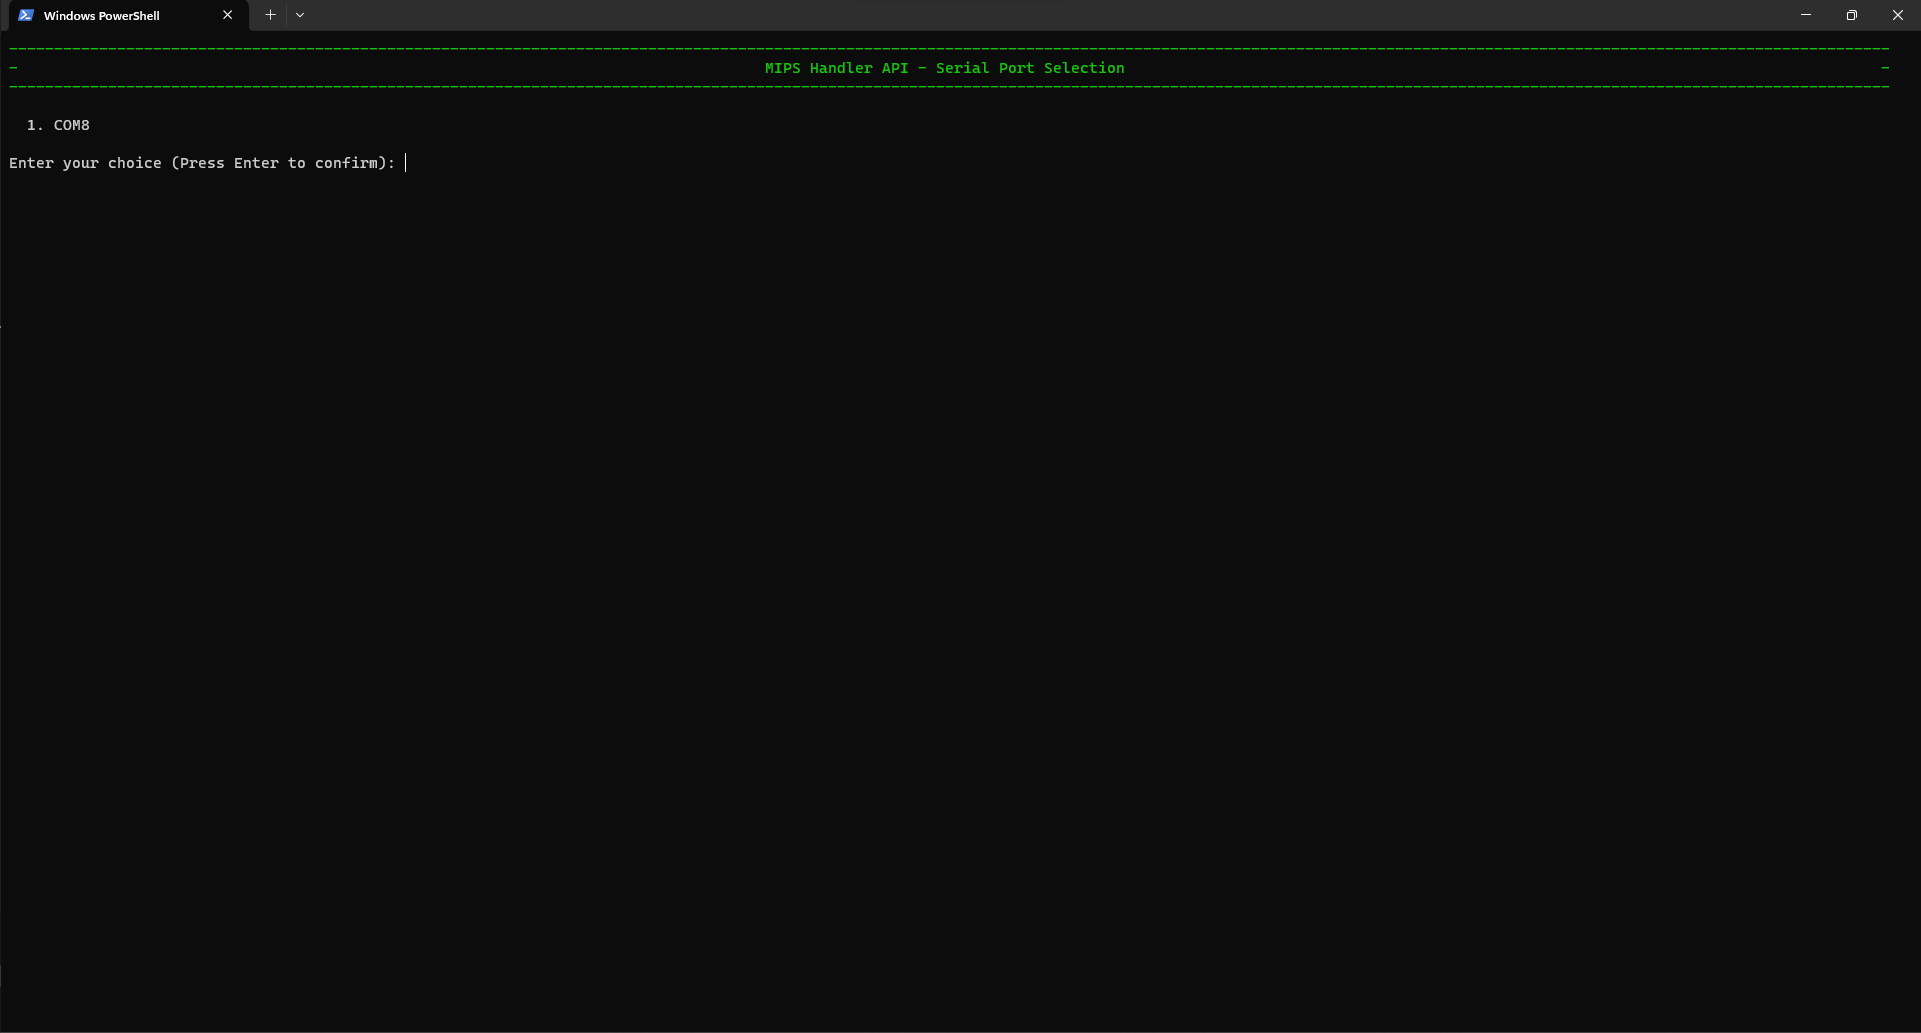 Windows PowerShell
--------------------------------------------------------------------------------------------------------------------------------------------------------------------------------------------------------------------
- MIPS Handler API - Serial Port Selection -
--------------------------------------------------------------------------------------------------------------------------------------------------------------------------------------------------------------------
1. COM8
Enter your choice (Press Enter to confirm):